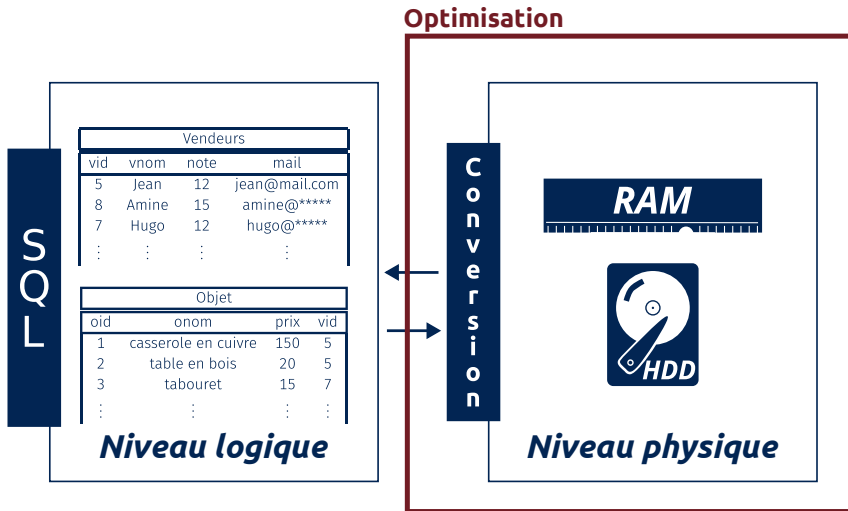 Optimisation
SQL
Vendeurs
vid vnom note mail
5 Jean 12 jean@mail.com
8 Amine 15 amine@*****
7 Hugo 12 hugo@*****
⋮ ⋮ ⋮ ⋮
Objet
oid onom prix vid
1 casserole en cuivre 150 5
2 table en bois 20 5
3 tabouret 15 7
⋮ ⋮ ⋮ ⋮
Niveau logique
Conversion
RAM
HDD
Niveau physique